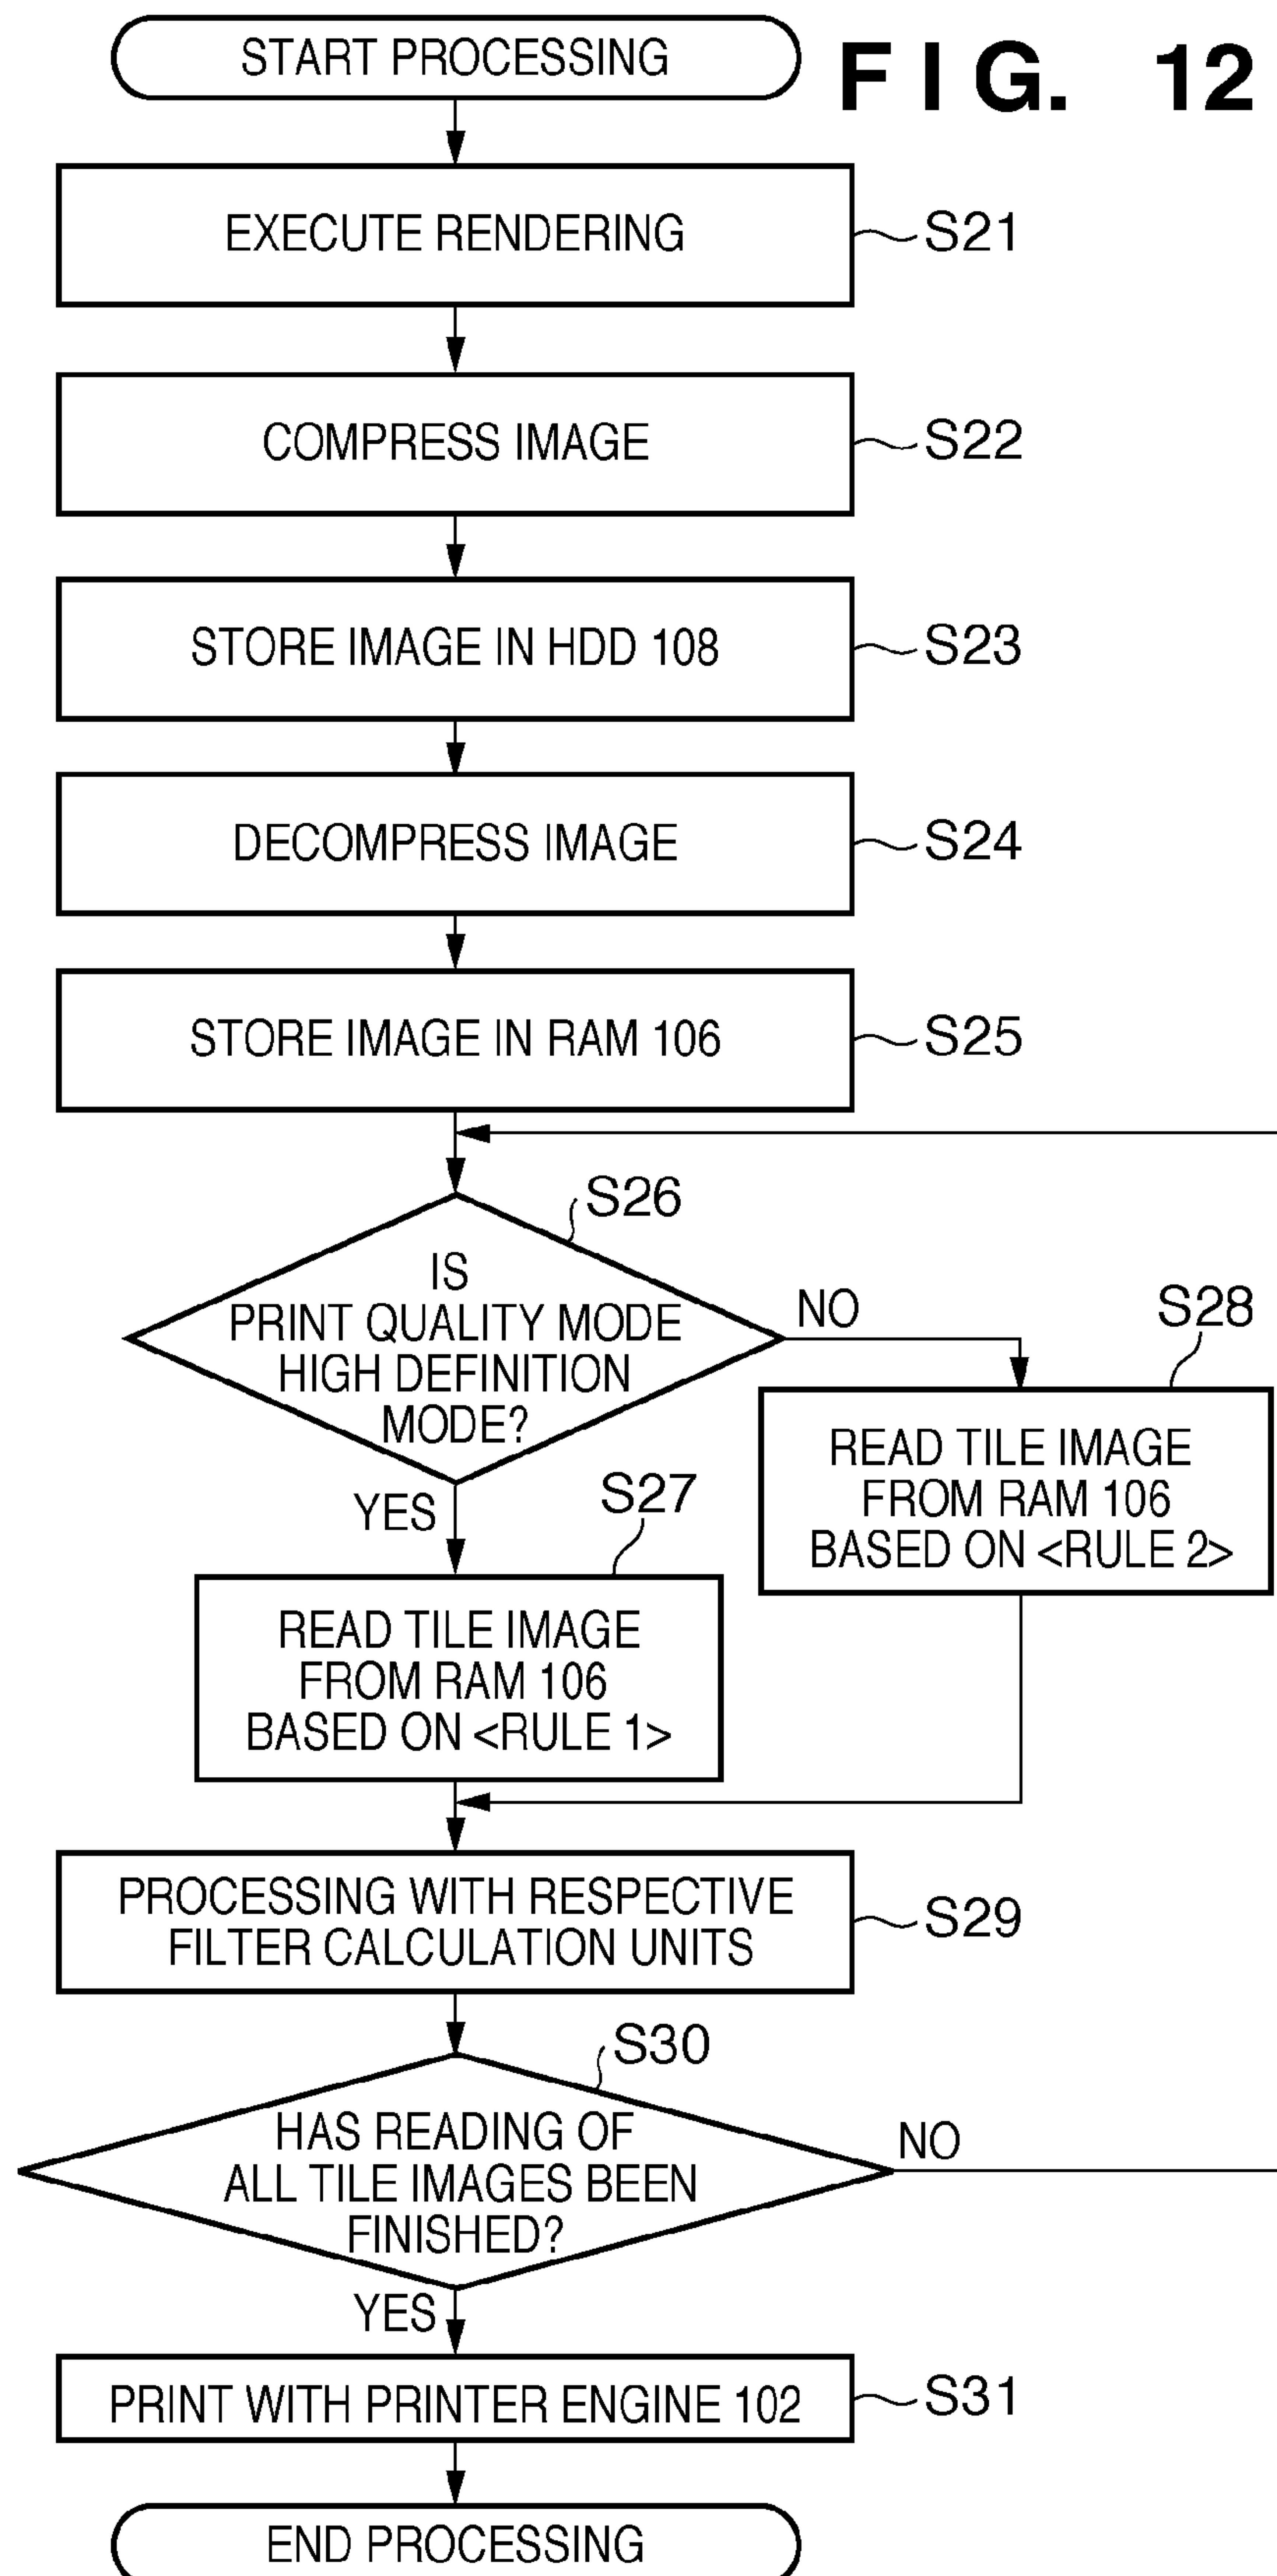 START PROCESSING
FIG. 12
EXECUTE RENDERING
S21
COMPRESS IMAGE
S22
STORE IMAGE IN HDD 108
S23
DECOMPRESS IMAGE
S24
STORE IMAGE IN RAM 106
S25
S26
IS
PRINT QUALITY MODE
HIGH DEFINITION
MODE?
NO
S28
READ TILE IMAGE
FROM RAM 106
BASED ON <RULE 2>
YES
S27
READ TILE IMAGE
FROM RAM 106
BASED ON <RULE 1>
PROCESSING WITH RESPECTIVE
FILTER CALCULATION UNITS
S29
S30
HAS READING OF
ALL TILE IMAGES BEEN
FINISHED?
NO
YES
PRINT WITH PRINTER ENGINE 102
S31
END PROCESSING